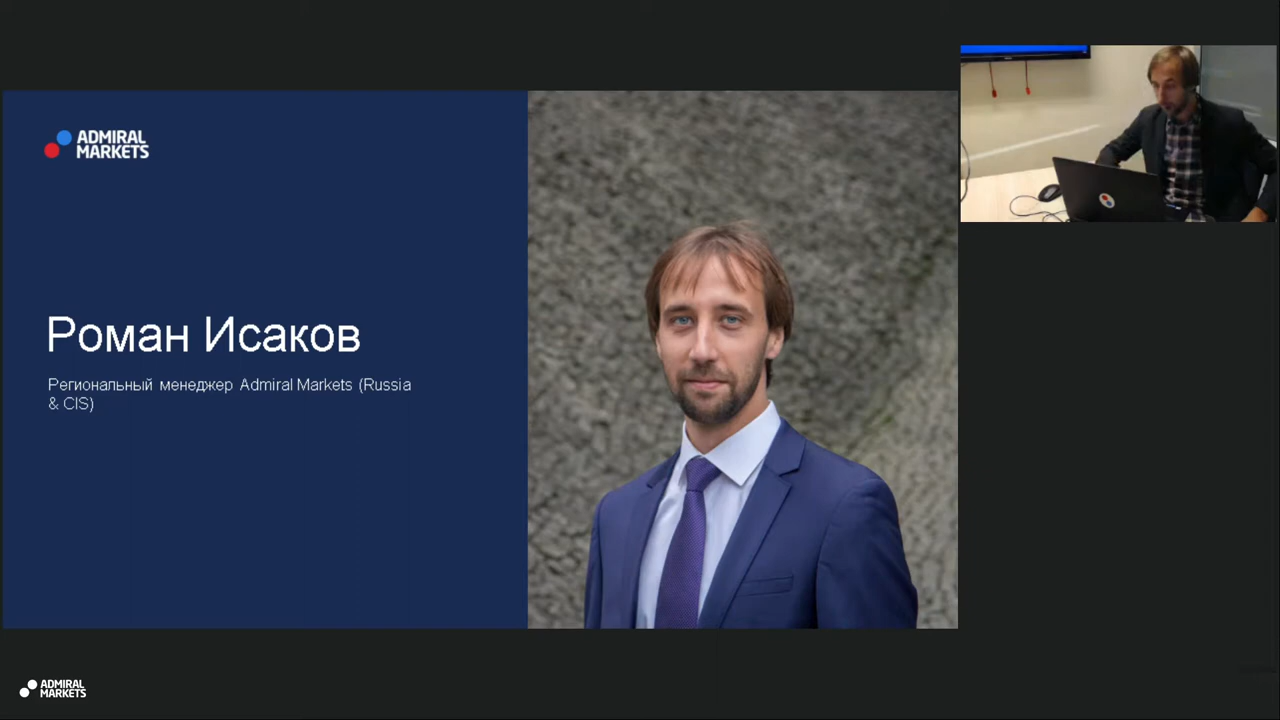 ADMIRAL
MARKETS
Роман Исаков
Региональный менеджер Admiral Markets (Russia
& CIS)
ADMIRAL
MARKETS